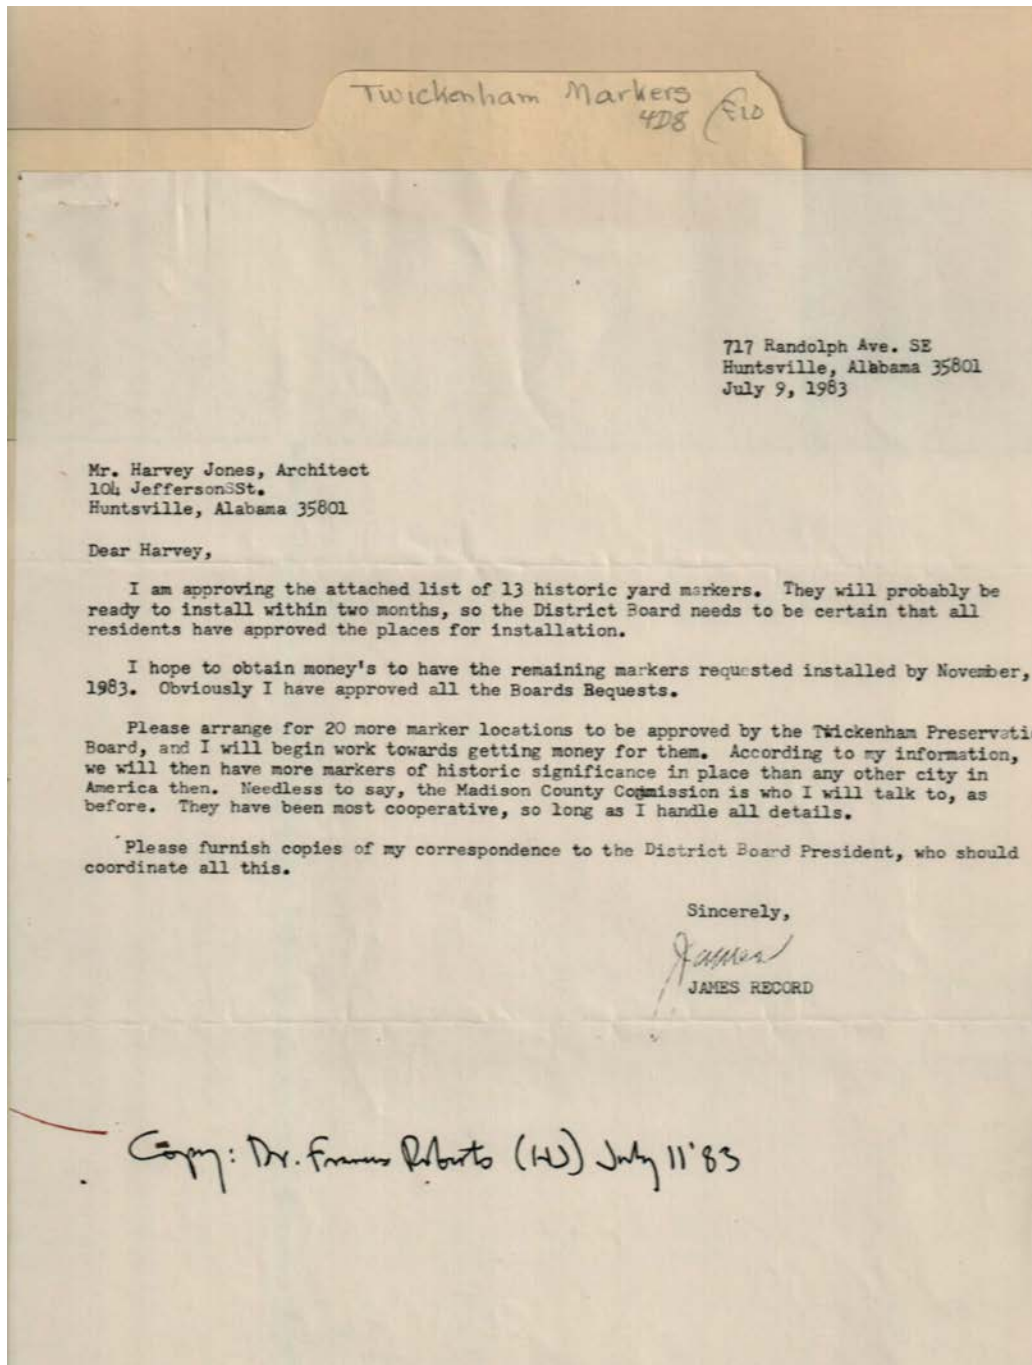 Twickenham Markers
4D8 (E10
717 Randolph Ave. SE
Huntsville, Alabama 35801
July 9, 1983
Mr. Harvey Jones, Architect
104 JeffersonSSt.
Huntsville, Alabama 35801
Dear Harvey,
I am approving the attached list of 13 historic yard markers. They will probably be
ready to install within two months, so the District Board needs to be certain that all
residents have approved the places for installation.
I hope to obtain money's to have the remaining markers requested installed by November,
1983. Obviously I have approved all the Boards Requests.
Please arrange for 20 more marker locations to be approved by the Twickenham Preservati
Board, and I will begin work towards getting money for them. According to my information,
we will then have more markers of historic significance in place than any other city in
America then. Needless to say, the Madison County Commission is who I will talk to, as
before. They have been most cooperative, so long as I handle all details.
Please furnish copies of my correspondence to the District Board President, who should
coordinate all this.
Sincerely,
James
JAMES RECORD
Copy: Dr. Frances Roberts (HJ) July 11 '83